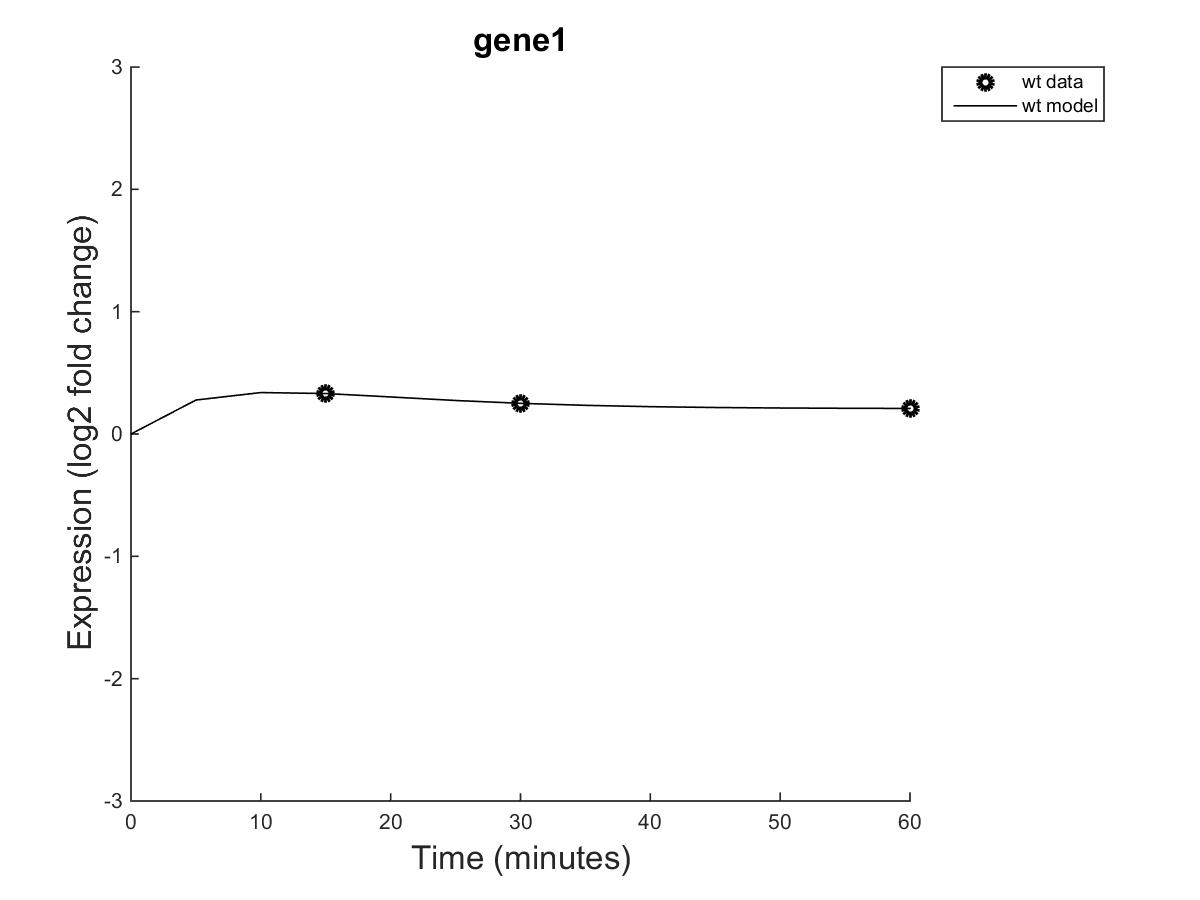 gene1
wt data
wt model
Expression (log2 fold change)
3
2
1
0
-1
-2
-3
0 10 20 30 40 50 60
Time (minutes)